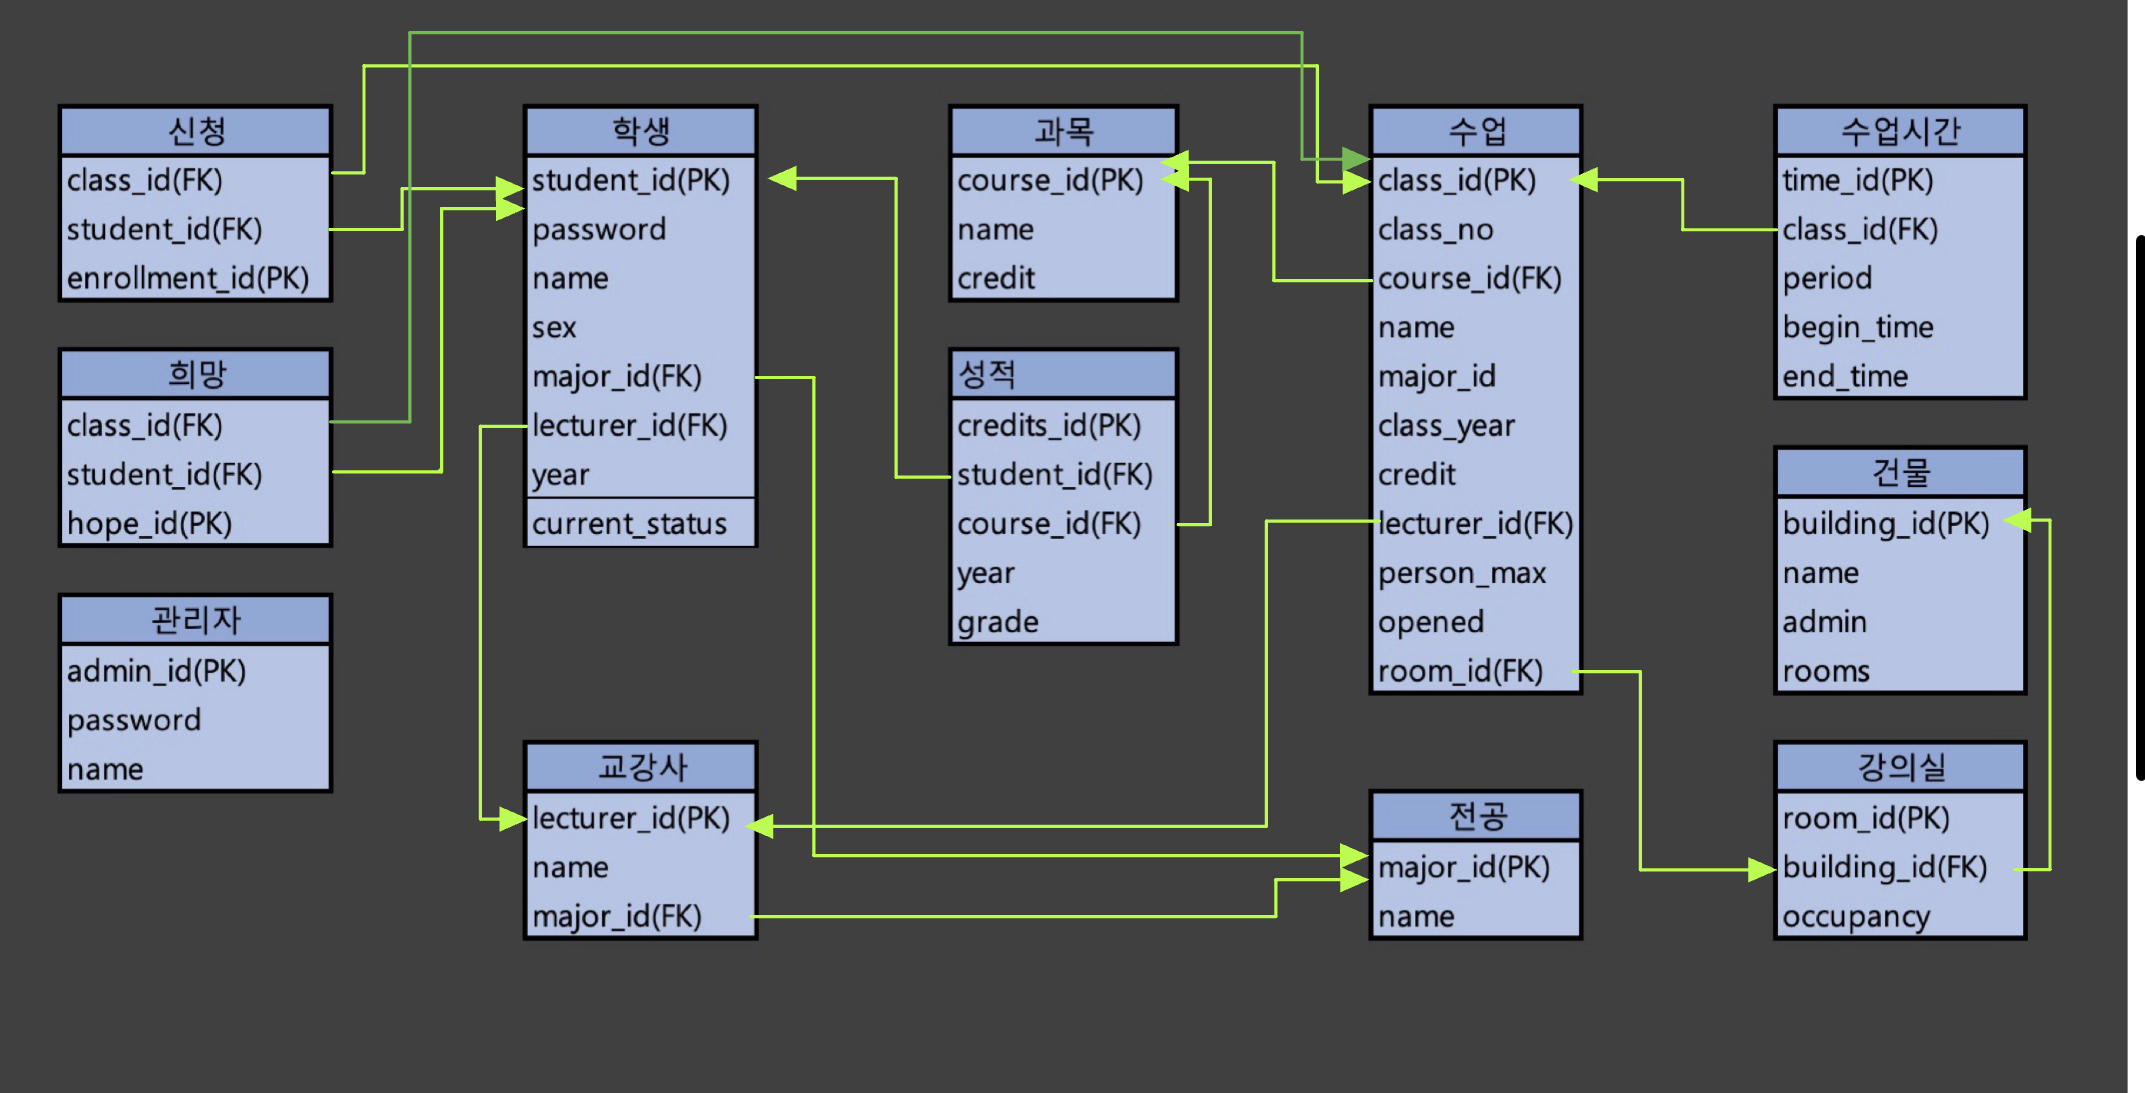 신청
class_id(FK)
student_id(FK)
enrollment_id(PK)
희망
class_id(FK)
student_id(FK)
hope_id(PK)
관리자
admin_id(PK)
password
name
학생
student_id(PK)
password
name
sex
major_id(FK)
lecturer_id(FK)
year
current_status
교강사
lecturer_id(PK)
name
major_id(FK)
과목
course_id(PK)
name
credit
성적
credits_id(PK)
student_id(FK)
course_id(FK)
year
grade
수업
class_id(PK)
class_no
course_id(FK)
name
major_id
class_year
credit
lecturer_id(FK)
person_max
opened
room_id(FK)
전공
major_id(PK)
name
수업시간
time_id(PK)
class_id(FK)
period
begin_time
end_time
건물
building_id(PK)
name
admin
rooms
강의실
room_id(PK)
building_id(FK)
occupancy